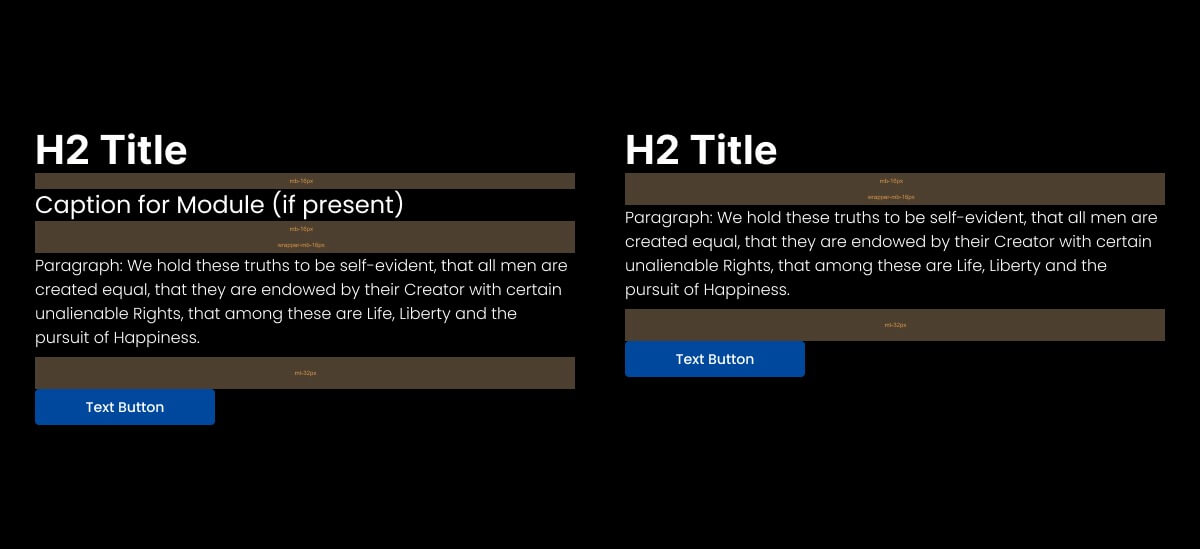 H2 Title
mb-16px
Caption for Module (if present)
mb-16px
wrapper-mb-16px
Paragraph: We hold these truths to be self-evident, that all men are
created equal, that they are endowed by their Creator with certain
unalienable Rights, that among these are Life, Liberty and the
pursuit of Happiness.
mt-32px
Text Button
H2 Title
mb-16px
wrapper-mb-16px
Paragraph: We hold these truths to be self-evident, that all men are
created equal, that they are endowed by their Creator with certain
unalienable Rights, that among these are Life, Liberty and the
pursuit of Happiness.
mt-32px
Text Button